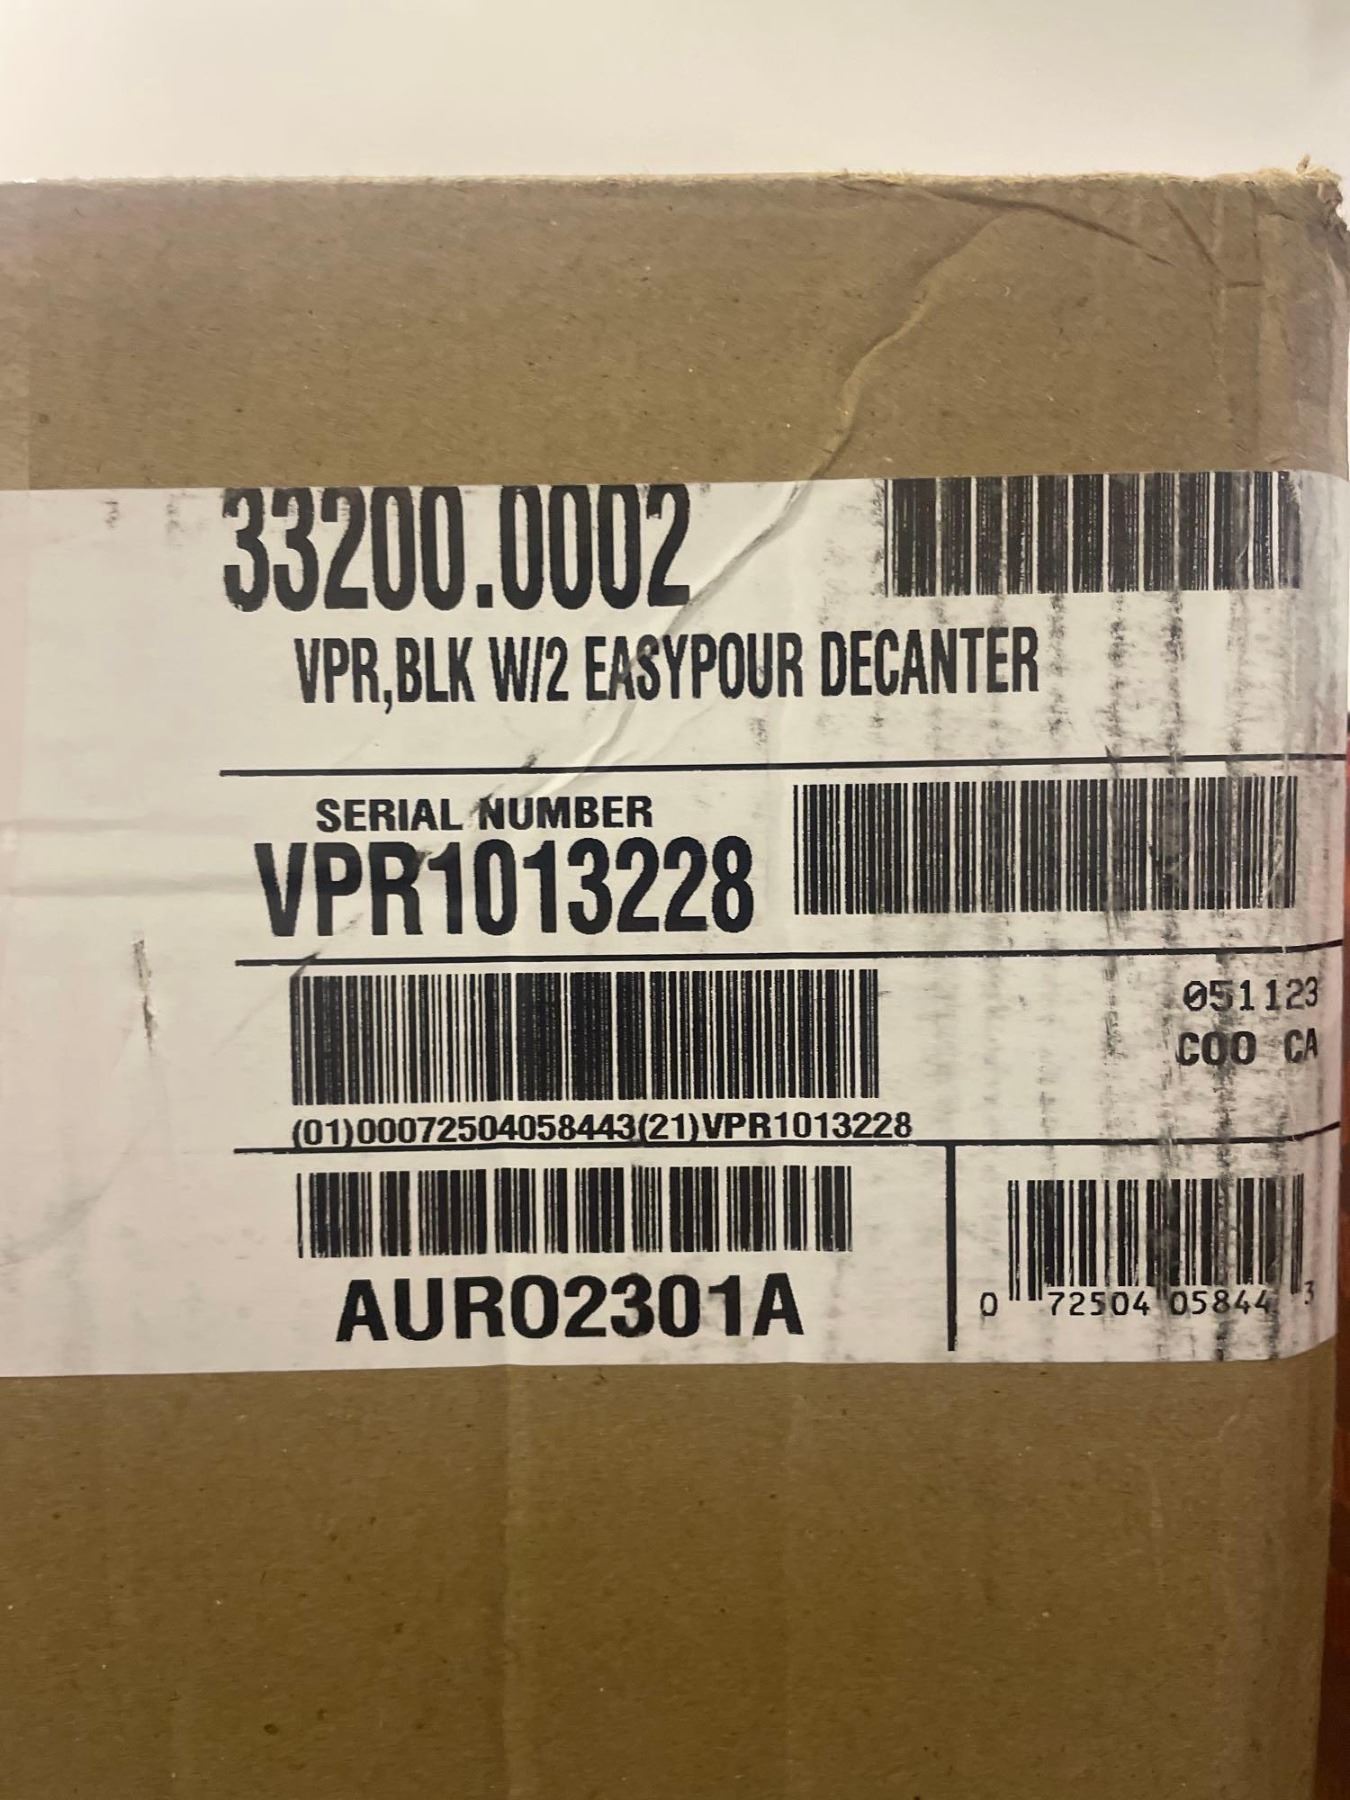 33200.0002
VPR,BLK W/2 EASYPOUR DECANTER
SERIAL NUMBER
VPR1013228
051123
COO CA
(01)00072504058443(21)VPR1013228
AURO2301A
0 72504 05844 3